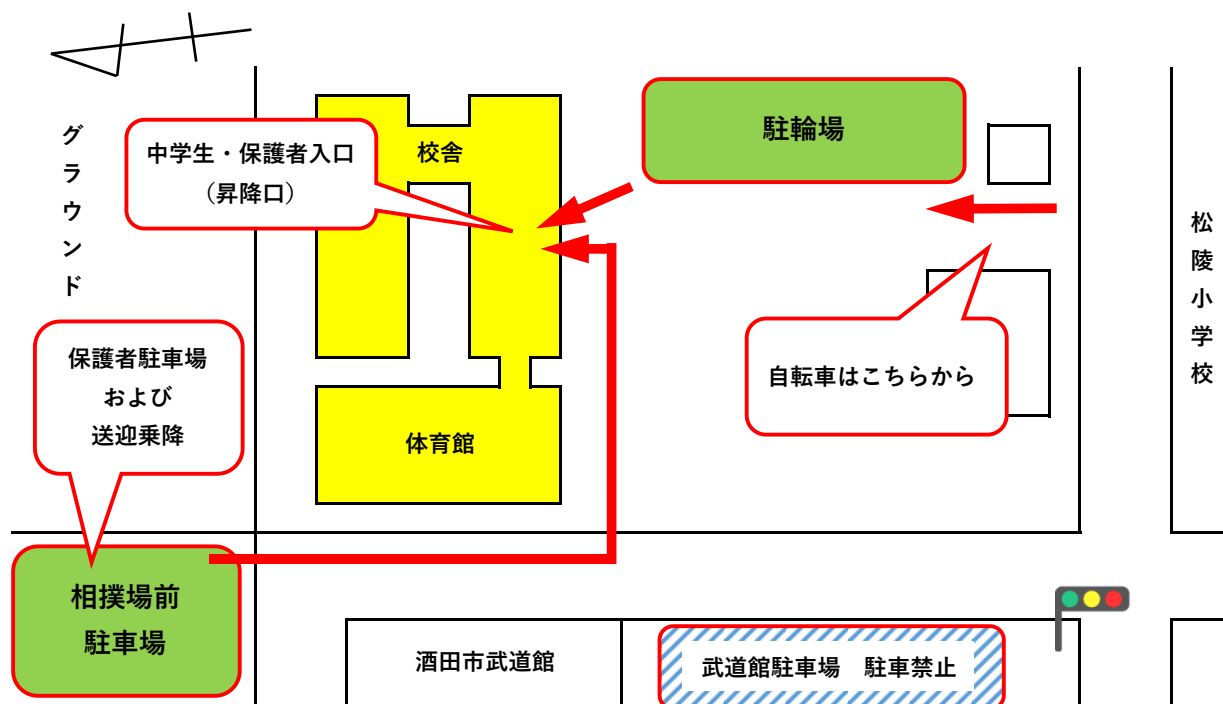 グラウンド
中学生・保護者入口
（昇降口）
校舎
駐輪場
松陵小学校
保護者駐車場
および
送迎乗降
自転車はこちらから
体育館
相撲場前
駐車場
酒田市武道館
武道館駐車場　駐車禁止